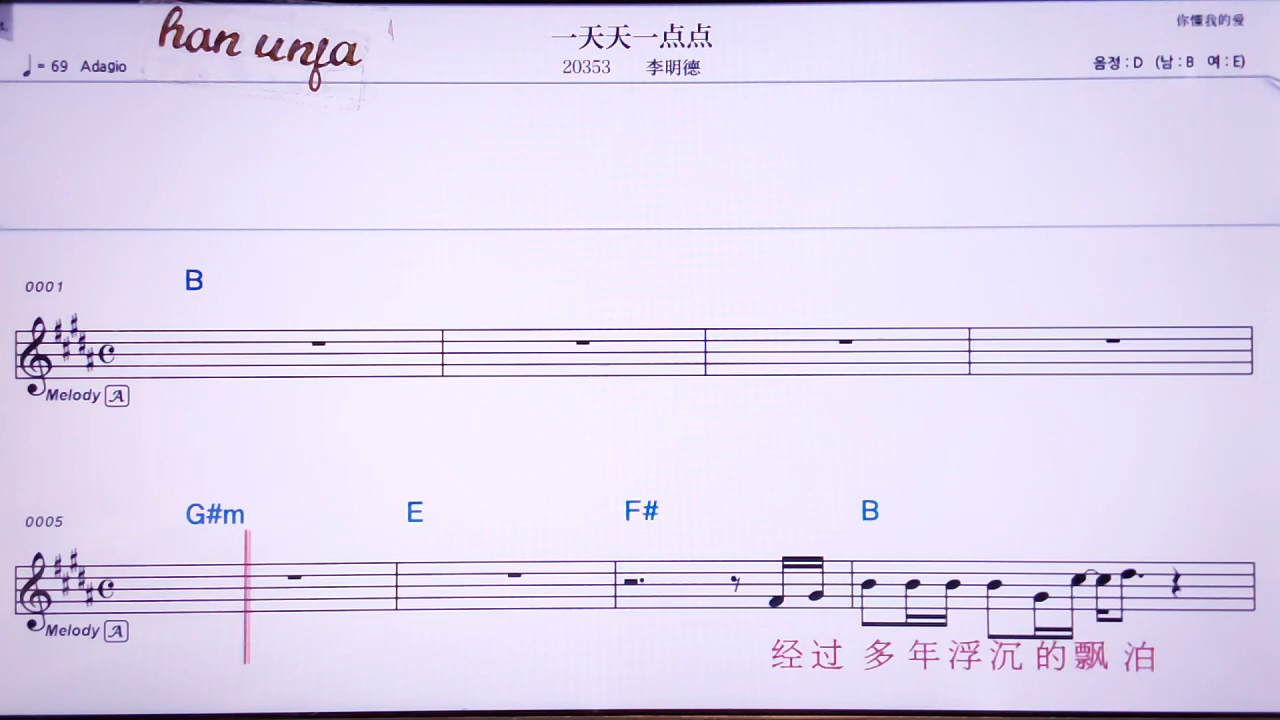 han unfa
一天天一点点
你懂我的爱
♩= 69 Adagio
20353 李明德
음정 : D (남 : B 여 : E)
0001 B
Melody A
0005 G#m E F# B
Melody A
经过多年浮沉的飘泊